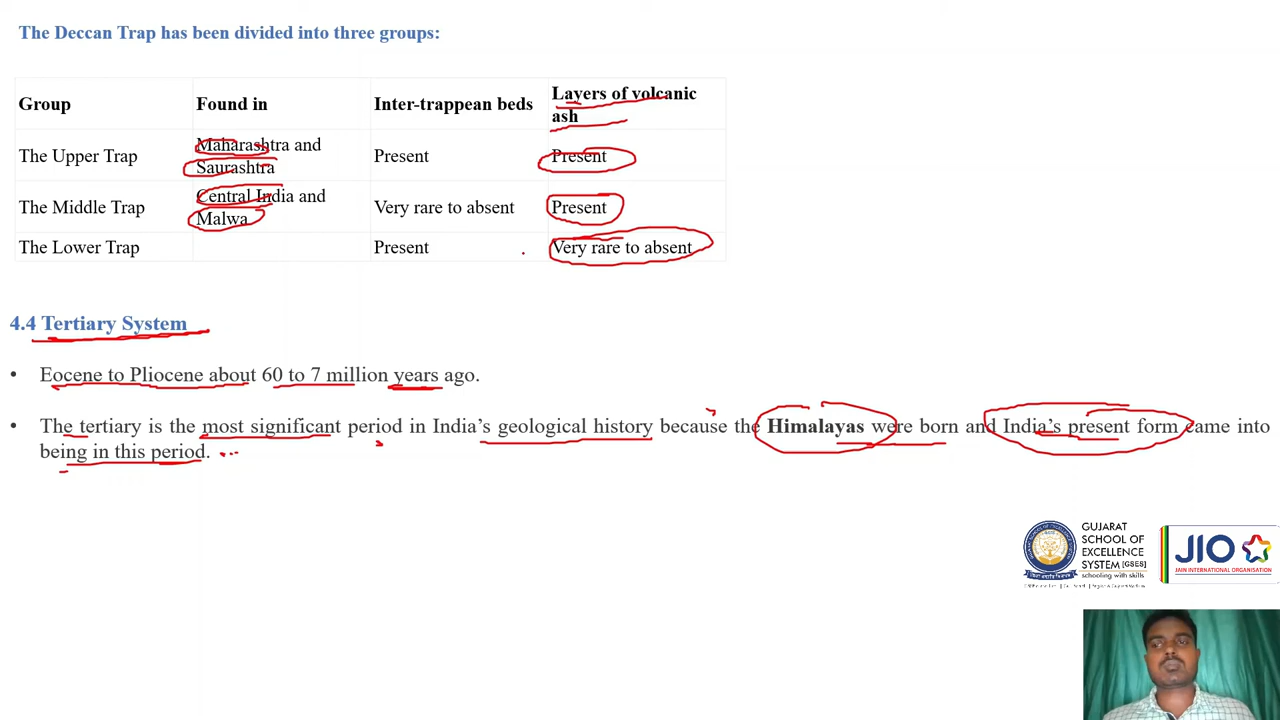 The Deccan Trap has been divided into three groups:
Group Found in Inter-trappean beds Layers of volcanic ash
The Upper Trap Maharashtra and Saurashtra Present Present
The Middle Trap Central India and Malwa Very rare to absent Present
The Lower Trap Present Very rare to absent
4.4 Tertiary System
• Eocene to Pliocene about 60 to 7 million years ago.
• The tertiary is the most significant period in India's geological history because the Himalayas were born and India's present form came into
being in this period.
GUJARAT
SCHOOL OF
EXCELLENCE
SYSTEM [GSES]
schooling with skills
JIO
JAIN INTERNATIONAL ORGANISATION